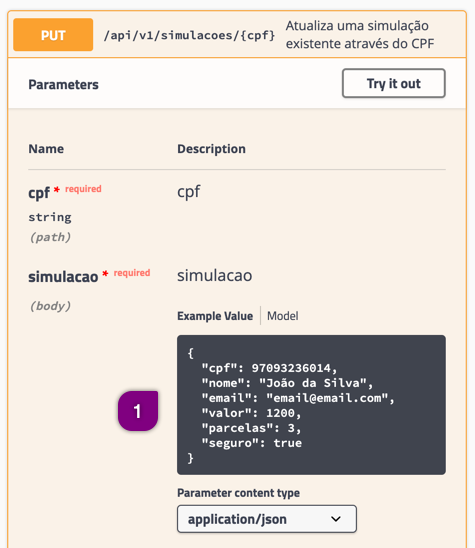 PUT /api/v1/simulacoes/{cpf} Atualiza uma simulação
existente através do CPF
Parameters Try it out
Name Description
cpf * required cpf
string
(path)
simulacao * required simulacao
(body)
Example Value Model
{
"cpf": 97093236014,
"nome": "João da Silva",
"email": "email@email.com",
1
"valor": 1200,
"parcelas": 3,
"seguro": true
}
Parameter content type
application/json